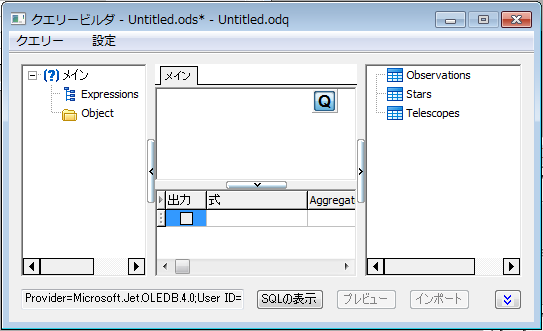 クエリービルダ - Untitled.ods* - Untitled.odq
クエリー 設定
メイン
Expressions
Object
メイン
Q
出力 式 Aggregat
Observations
Stars
Telescopes
Provider=Microsoft.Jet.OLEDB.4.0;User ID=
SQLの表示 プレビュー インポート